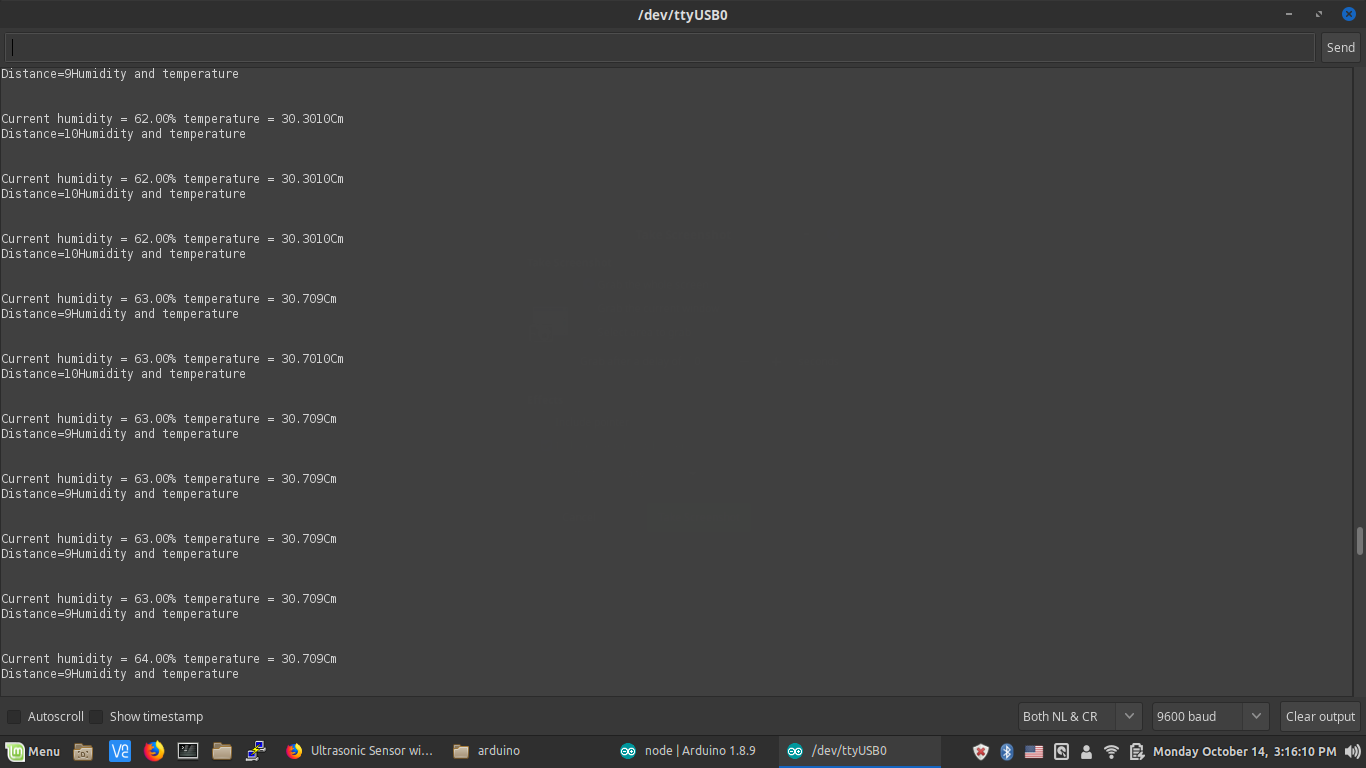 /dev/ttyUSB0
Send
Distance=9Humidity and temperature
Current humidity = 62.00% temperature = 30.3010Cm
Distance=10Humidity and temperature
Current humidity = 62.00% temperature = 30.3010Cm
Distance=10Humidity and temperature
Current humidity = 62.00% temperature = 30.3010Cm
Distance=10Humidity and temperature
Current humidity = 63.00% temperature = 30.709Cm
Distance=9Humidity and temperature
Current humidity = 63.00% temperature = 30.7010Cm
Distance=10Humidity and temperature
Current humidity = 63.00% temperature = 30.709Cm
Distance=9Humidity and temperature
Current humidity = 63.00% temperature = 30.709Cm
Distance=9Humidity and temperature
Current humidity = 63.00% temperature = 30.709Cm
Distance=9Humidity and temperature
Current humidity = 63.00% temperature = 30.709Cm
Distance=9Humidity and temperature
Current humidity = 64.00% temperature = 30.709Cm
Distance=9Humidity and temperature
Autoscroll Show timestamp Both NL & CR 9600 baud Clear output
Menu Ultrasonic Sensor wi... arduino node | Arduino 1.8.9 /dev/ttyUSB0 Monday October 14, 3:16:10 PM